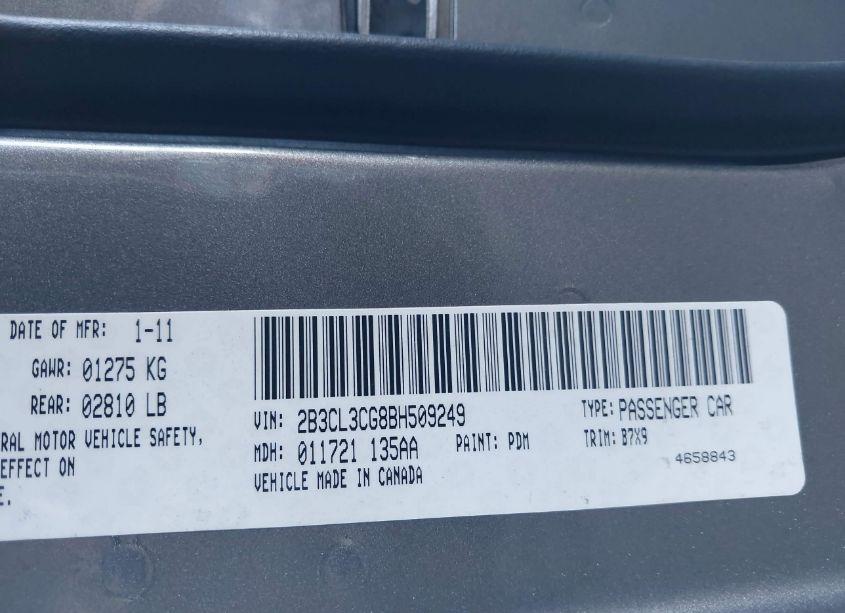 DATE OF MFR: 1-11
GAWR: 01275 KG
REAR: 02810 LB
RAL MOTOR VEHICLE SAFETY,
EFFECT ON
E.
VIN: 2B3CL3CG8BH509249
TYPE: PASSENGER CAR
MDH: 011721 135AA
PAINT: PDM
TRIM: B7X9
VEHICLE MADE IN CANADA
4658843